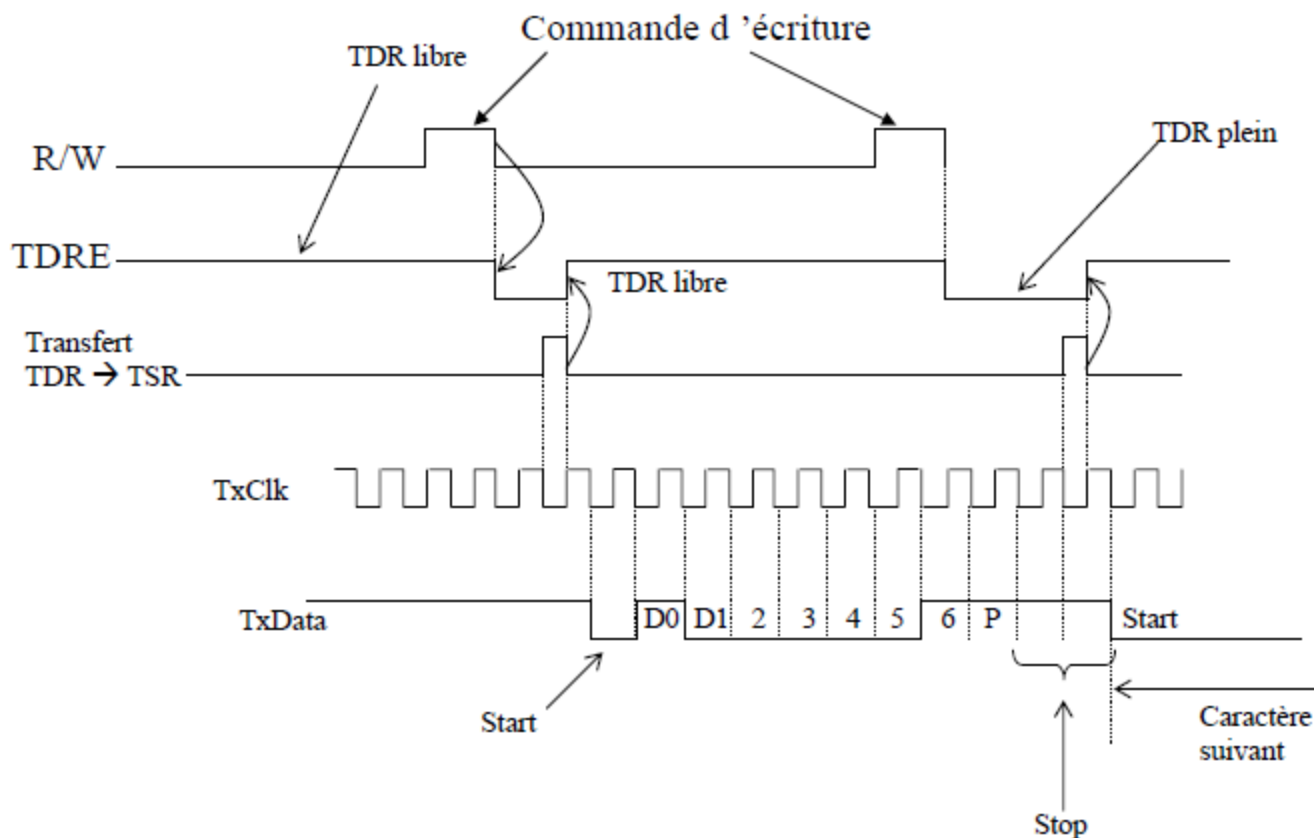 Commande d ’écriture
TDR libre
TDR plein
R/W
TDRE
TDR libre
Transfert
TDR → TSR
TxClk
TxData
D0 D1 2 3 4 5 6 P
Start
Start
Caractère
suivant
Stop